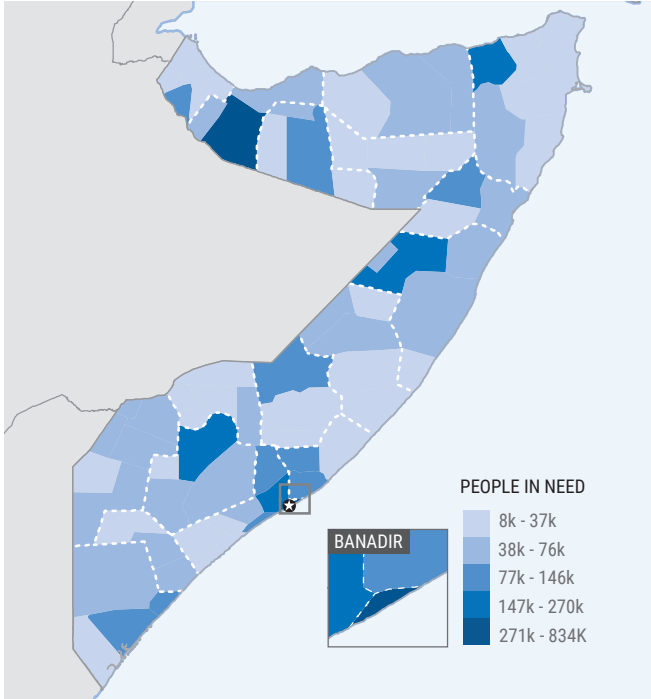 PEOPLE IN NEED
8k - 37k
38k - 76k
77k - 146k
147k - 270k
271k - 834K
BANADIR